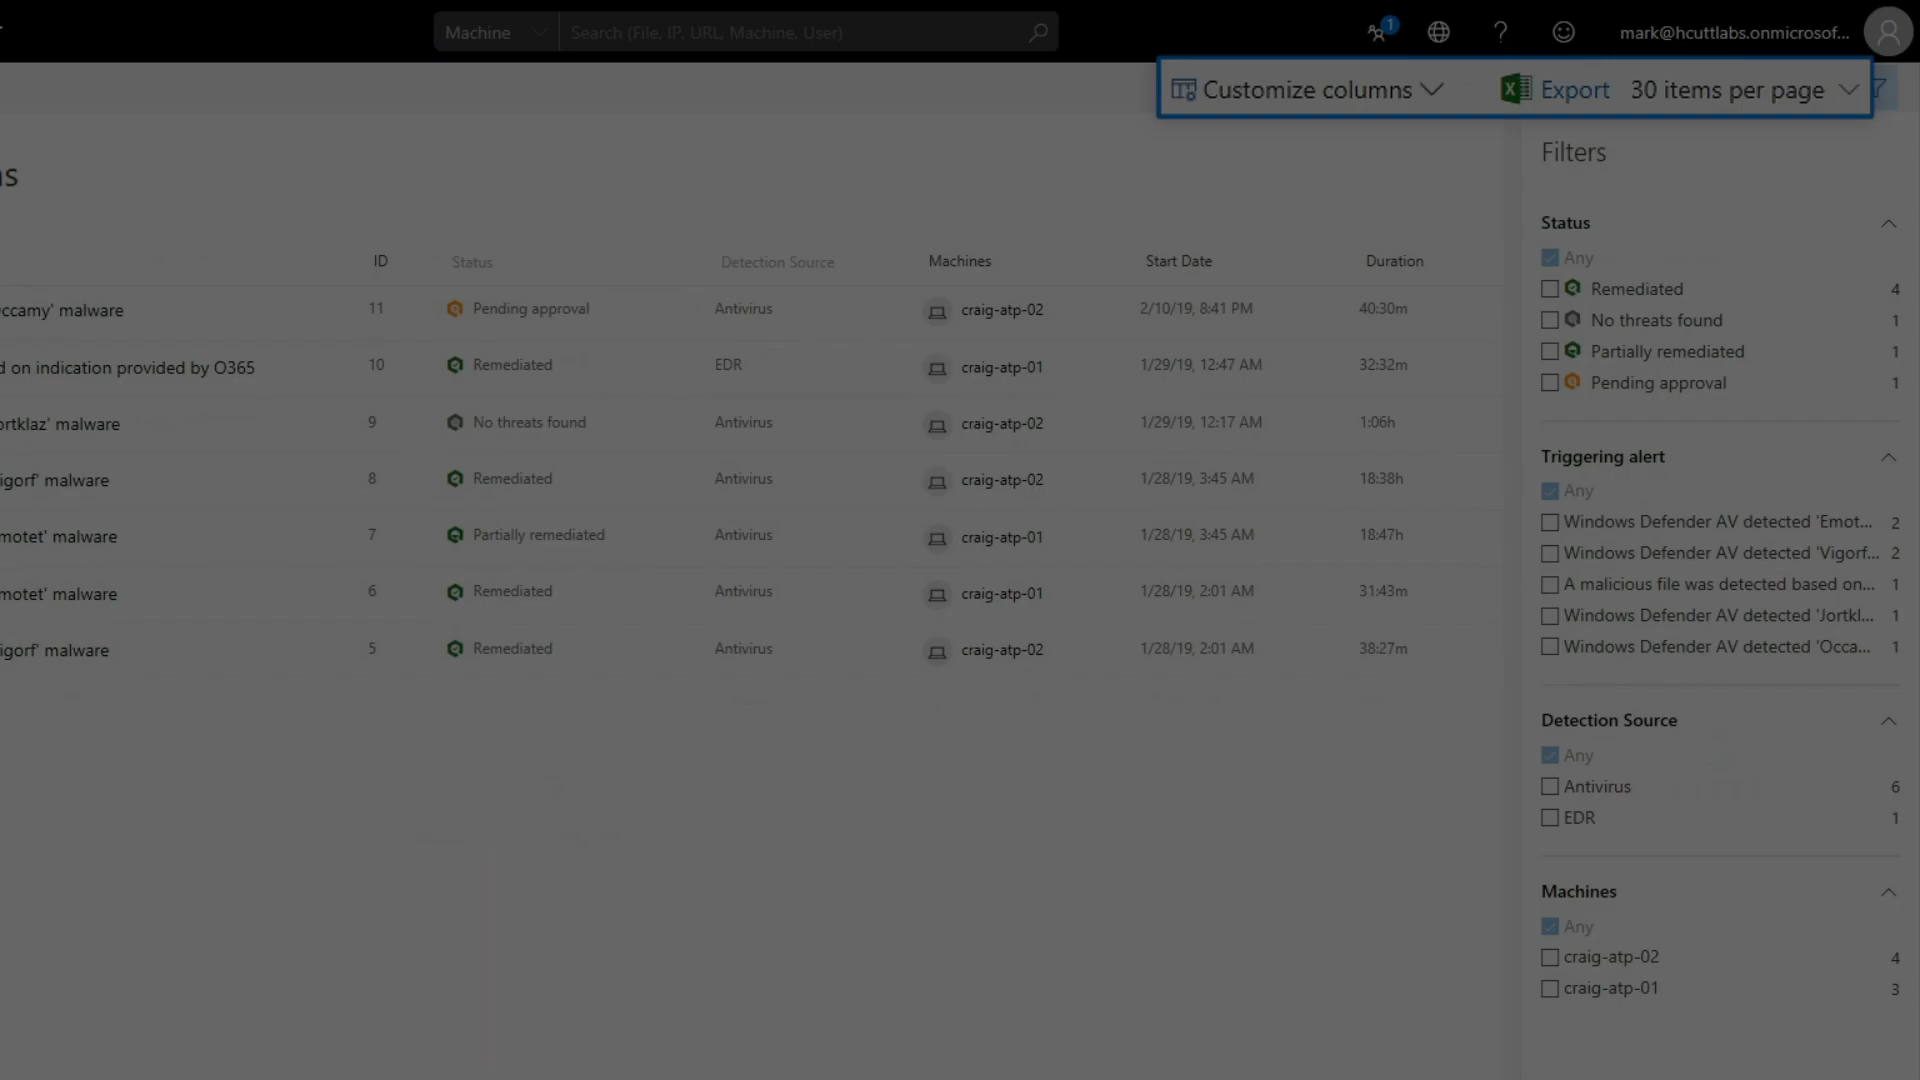 Machine Search (File, IP, URL, Machine, User) 1 mark@hcuttlabs.onmicrosof...
Customize columns Export 30 items per page
Filters
ns
ID Status Detection Source Machines Start Date Duration
ccamy' malware 11 Pending approval Antivirus craig-atp-02 2/10/19, 8:41 PM 40:30m
d on indication provided by O365 10 Remediated EDR craig-atp-01 1/29/19, 12:47 AM 32:32m
ortklaz' malware 9 No threats found Antivirus craig-atp-02 1/29/19, 12:17 AM 1:06h
igorf' malware 8 Remediated Antivirus craig-atp-02 1/28/19, 3:45 AM 18:38h
motet' malware 7 Partially remediated Antivirus craig-atp-01 1/28/19, 3:45 AM 18:47h
motet' malware 6 Remediated Antivirus craig-atp-01 1/28/19, 2:01 AM 31:43m
igorf' malware 5 Remediated Antivirus craig-atp-02 1/28/19, 2:01 AM 38:27m
Status
Any
Remediated 4
No threats found 1
Partially remediated 1
Pending approval 1
Triggering alert
Any
Windows Defender AV detected 'Emot... 2
Windows Defender AV detected 'Vigorf... 2
A malicious file was detected based on... 1
Windows Defender AV detected 'Jortkl... 1
Windows Defender AV detected 'Occa... 1
Detection Source
Any
Antivirus 6
EDR 1
Machines
Any
craig-atp-02 4
craig-atp-01 3